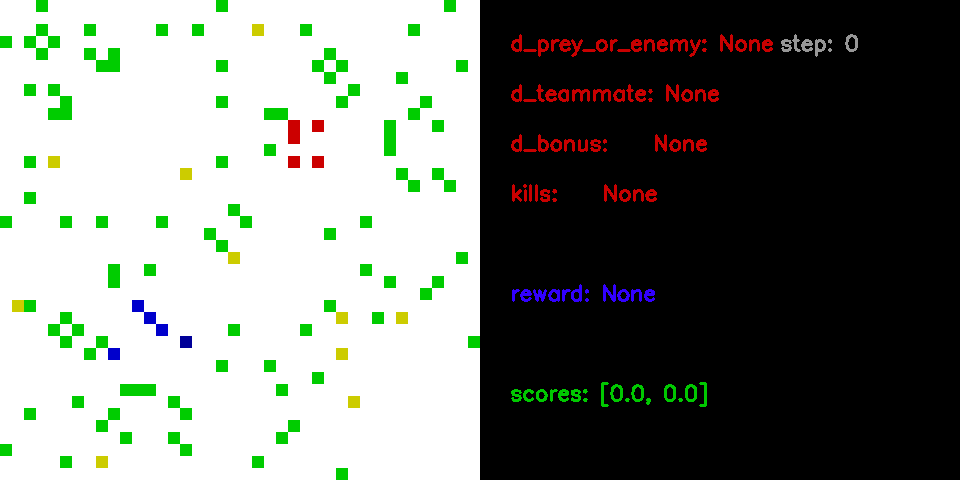 d_prey_or_enemy: None step: 0
d_teammate: None
d_bonus: None
kills: None
reward: None
scores: [0.0, 0.0]